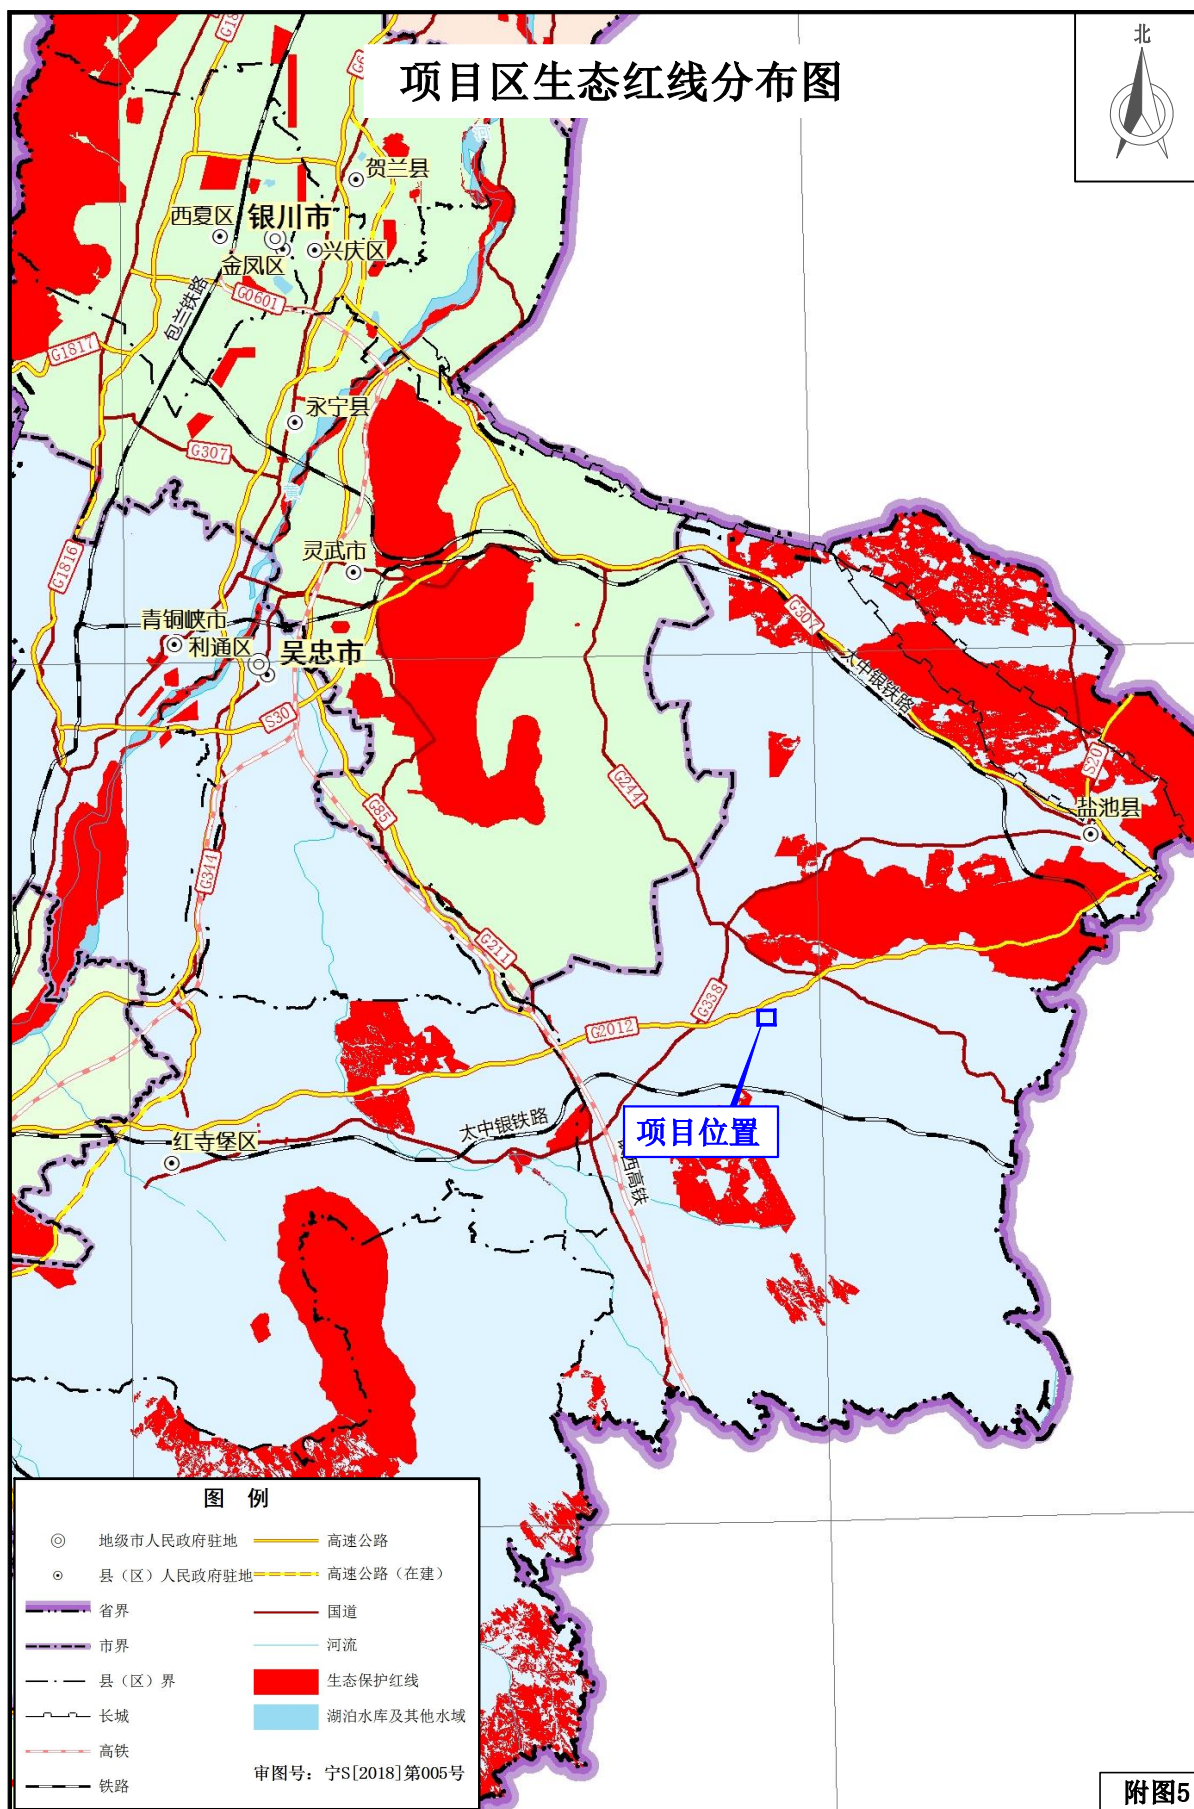 项目区生态红线分布图
北
G18
G6
河
贺兰县
西夏区
银川市
金凤区
兴庆区
包兰铁路
G0601
G1817
永宁县
G307
黄
灵武市
G1816
青铜峡市
利通区
吴忠市
G307
太中银铁路
S30
S20
G244
盐池县
G85
G344
G211
G338
G2012
项目位置
太中银铁路
红寺堡区
银西高铁
图 例
地级市人民政府驻地
高速公路
县（区）人民政府驻地
高速公路（在建）
省界
国道
市界
河流
县（区）界
生态保护红线
长城
湖泊水库及其他水域
高铁
铁路
审图号：宁S[2018]第005号
附图5